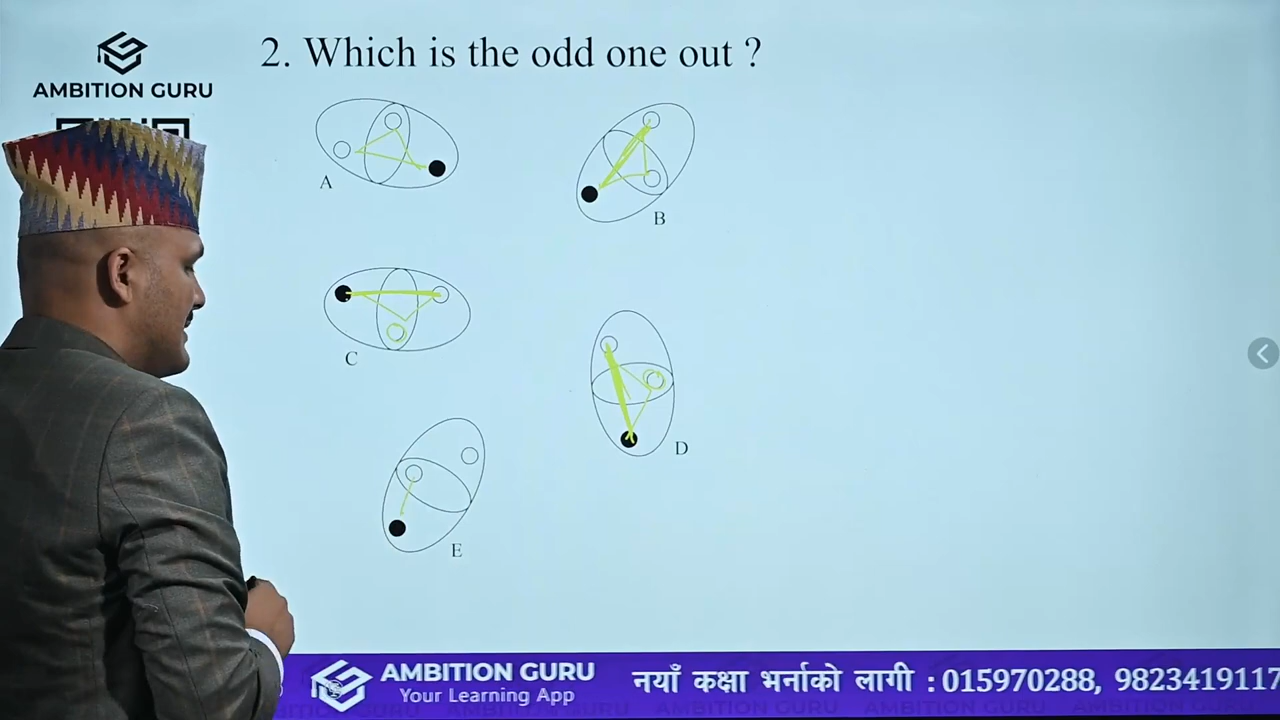 2. Which is the odd one out ?
AMBITION GURU
A
B
C
D
E
AMBITION GURU
Your Learning App
नयाँ कक्षा भर्नाको लागी : 015970288, 9823419117